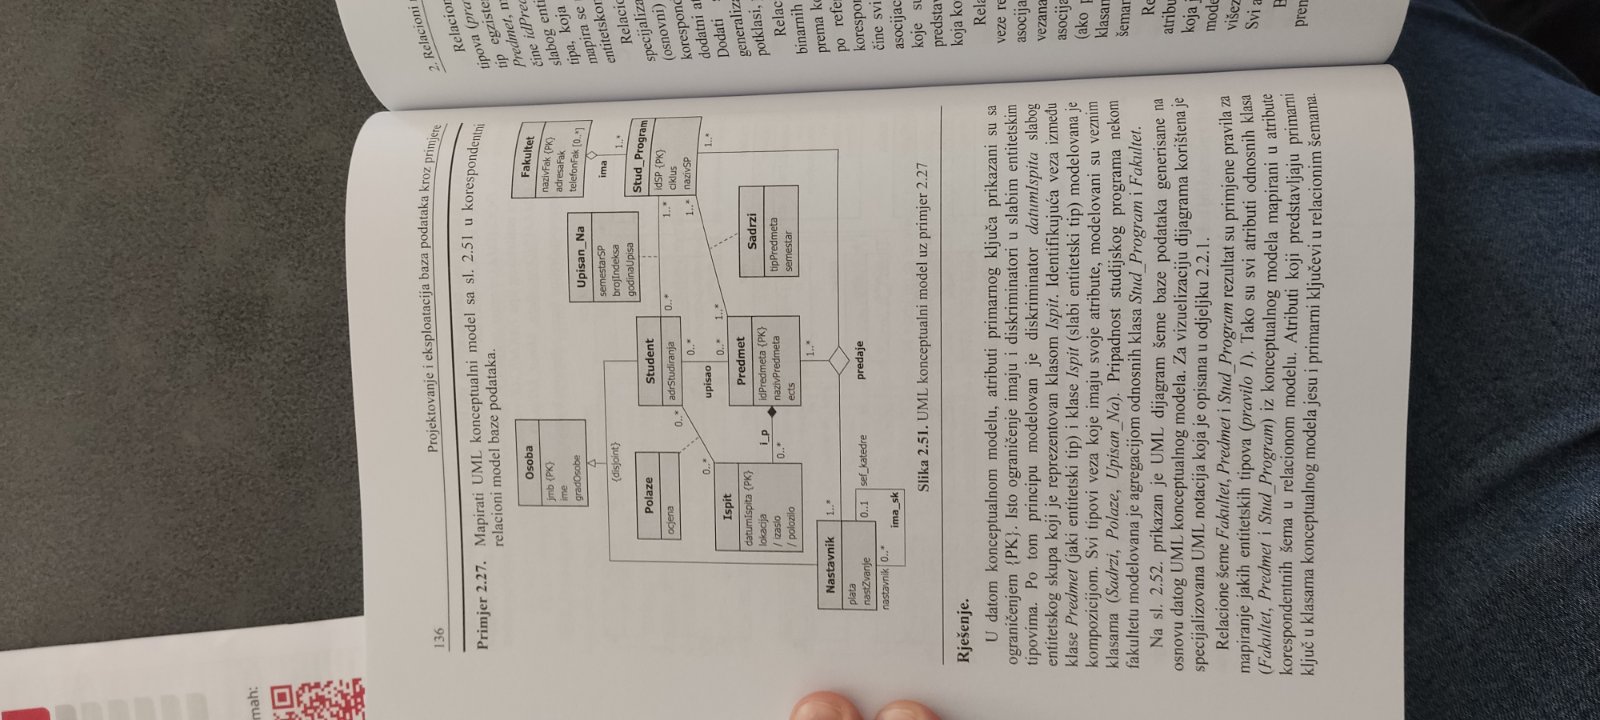 mah:
136
Projektovanje i eksploatacija baza podataka kroz primjere
Primjer 2.27. Mapirati UML konceptualni model sa sl. 2.51 u korespondentni
relacioni model baze podataka.
Osoba
jmb {PK}
ime
gradOsobe
Fakultet
nazivFak {PK}
adresaFak
telefonFak [0..*]
{disjoint}
Upisan_Na
semestarSP
brojIndeksa
godinaUpisa
ima
1..*
Polaze
ocjena
Student
adrStudiranja
0..*
1..*
Stud_Program
idSP {PK}
ciklus
nazivSP
0..*
0..*
0..*
upisao
0..*
1..*
1..*
1..*
Ispit
datumIspita {PK}
lokacija
/ izaslo
/ polozilo
i_p
0..*
Predmet
idPredmeta {PK}
nazivPredmeta
ects
Sadrzi
tipPredmeta
semestar
1..*
Nastavnik
plata
nastZvanje
1..*
0..1
sef_katedre
predaje
nastavnik
0..*
ima_sk
Slika 2.51. UML konceptualni model uz primjer 2.27
Rješenje.
U datom konceptualnom modelu, atributi primarnog ključa prikazani su sa
ograničenjem {PK}. Isto ograničenje imaju i diskriminatori u slabim entitetskim
tipovima. Po tom principu modelovan je diskriminator datumIspita slabog
entitetskog skupa koji je reprezentovan klasom Ispit. Identifikujuća veza između
klase Predmet (jaki entitetski tip) i klase Ispit (slabi entitetski tip) modelovana je
kompozicijom. Svi tipovi veza koje imaju svoje atribute, modelovani su veznim
klasama (Sadrzi, Polaze, Upisan_Na). Pripadnost studijskog programa nekom
fakultetu modelovana je agregacijom odnosnih klasa Stud_Program i Fakultet.
Na sl. 2.52. prikazan je UML dijagram šeme baze podataka generisane na
osnovu datog UML konceptualnog modela. Za vizuelizaciju dijagrama korištena je
specijalizovana UML notacija koja je opisana u odjeljku 2.2.1.
Relacione šeme Fakultet, Predmet i Stud_Program rezultat su primjene pravila za
mapiranje jakih entitetskih tipova (pravilo 1). Tako su svi atributi odnosnih klasa
(Fakultet, Predmet i Stud_Program) iz konceptualnog modela mapirani u atribute
korespondentnih šema u relacionom modelu. Atributi koji predstavljaju primarni
ključ u klasama konceptualnog modela jesu i primarni ključevi u relacionim šemama.
2. Relacioni
Relacion
tipova (pra
tip egziste
Predmet, m
čine idPred
slabog enti
tipa, koja
mapira se
entitetskor
Relacio
specijaliza
(osnovni)
korespond
dodatni at
Dodati
generaliza
potklasi,
Relac
binarnih
prema k
po refe
korespor
čine svi
asocijac
koje su
predstav
koja ko
Rela
veze re
asocija
vezana
asocija
(ako p
klasan
šemar
Re
atribu
koja j
mode
višez
Svi a
B
pren